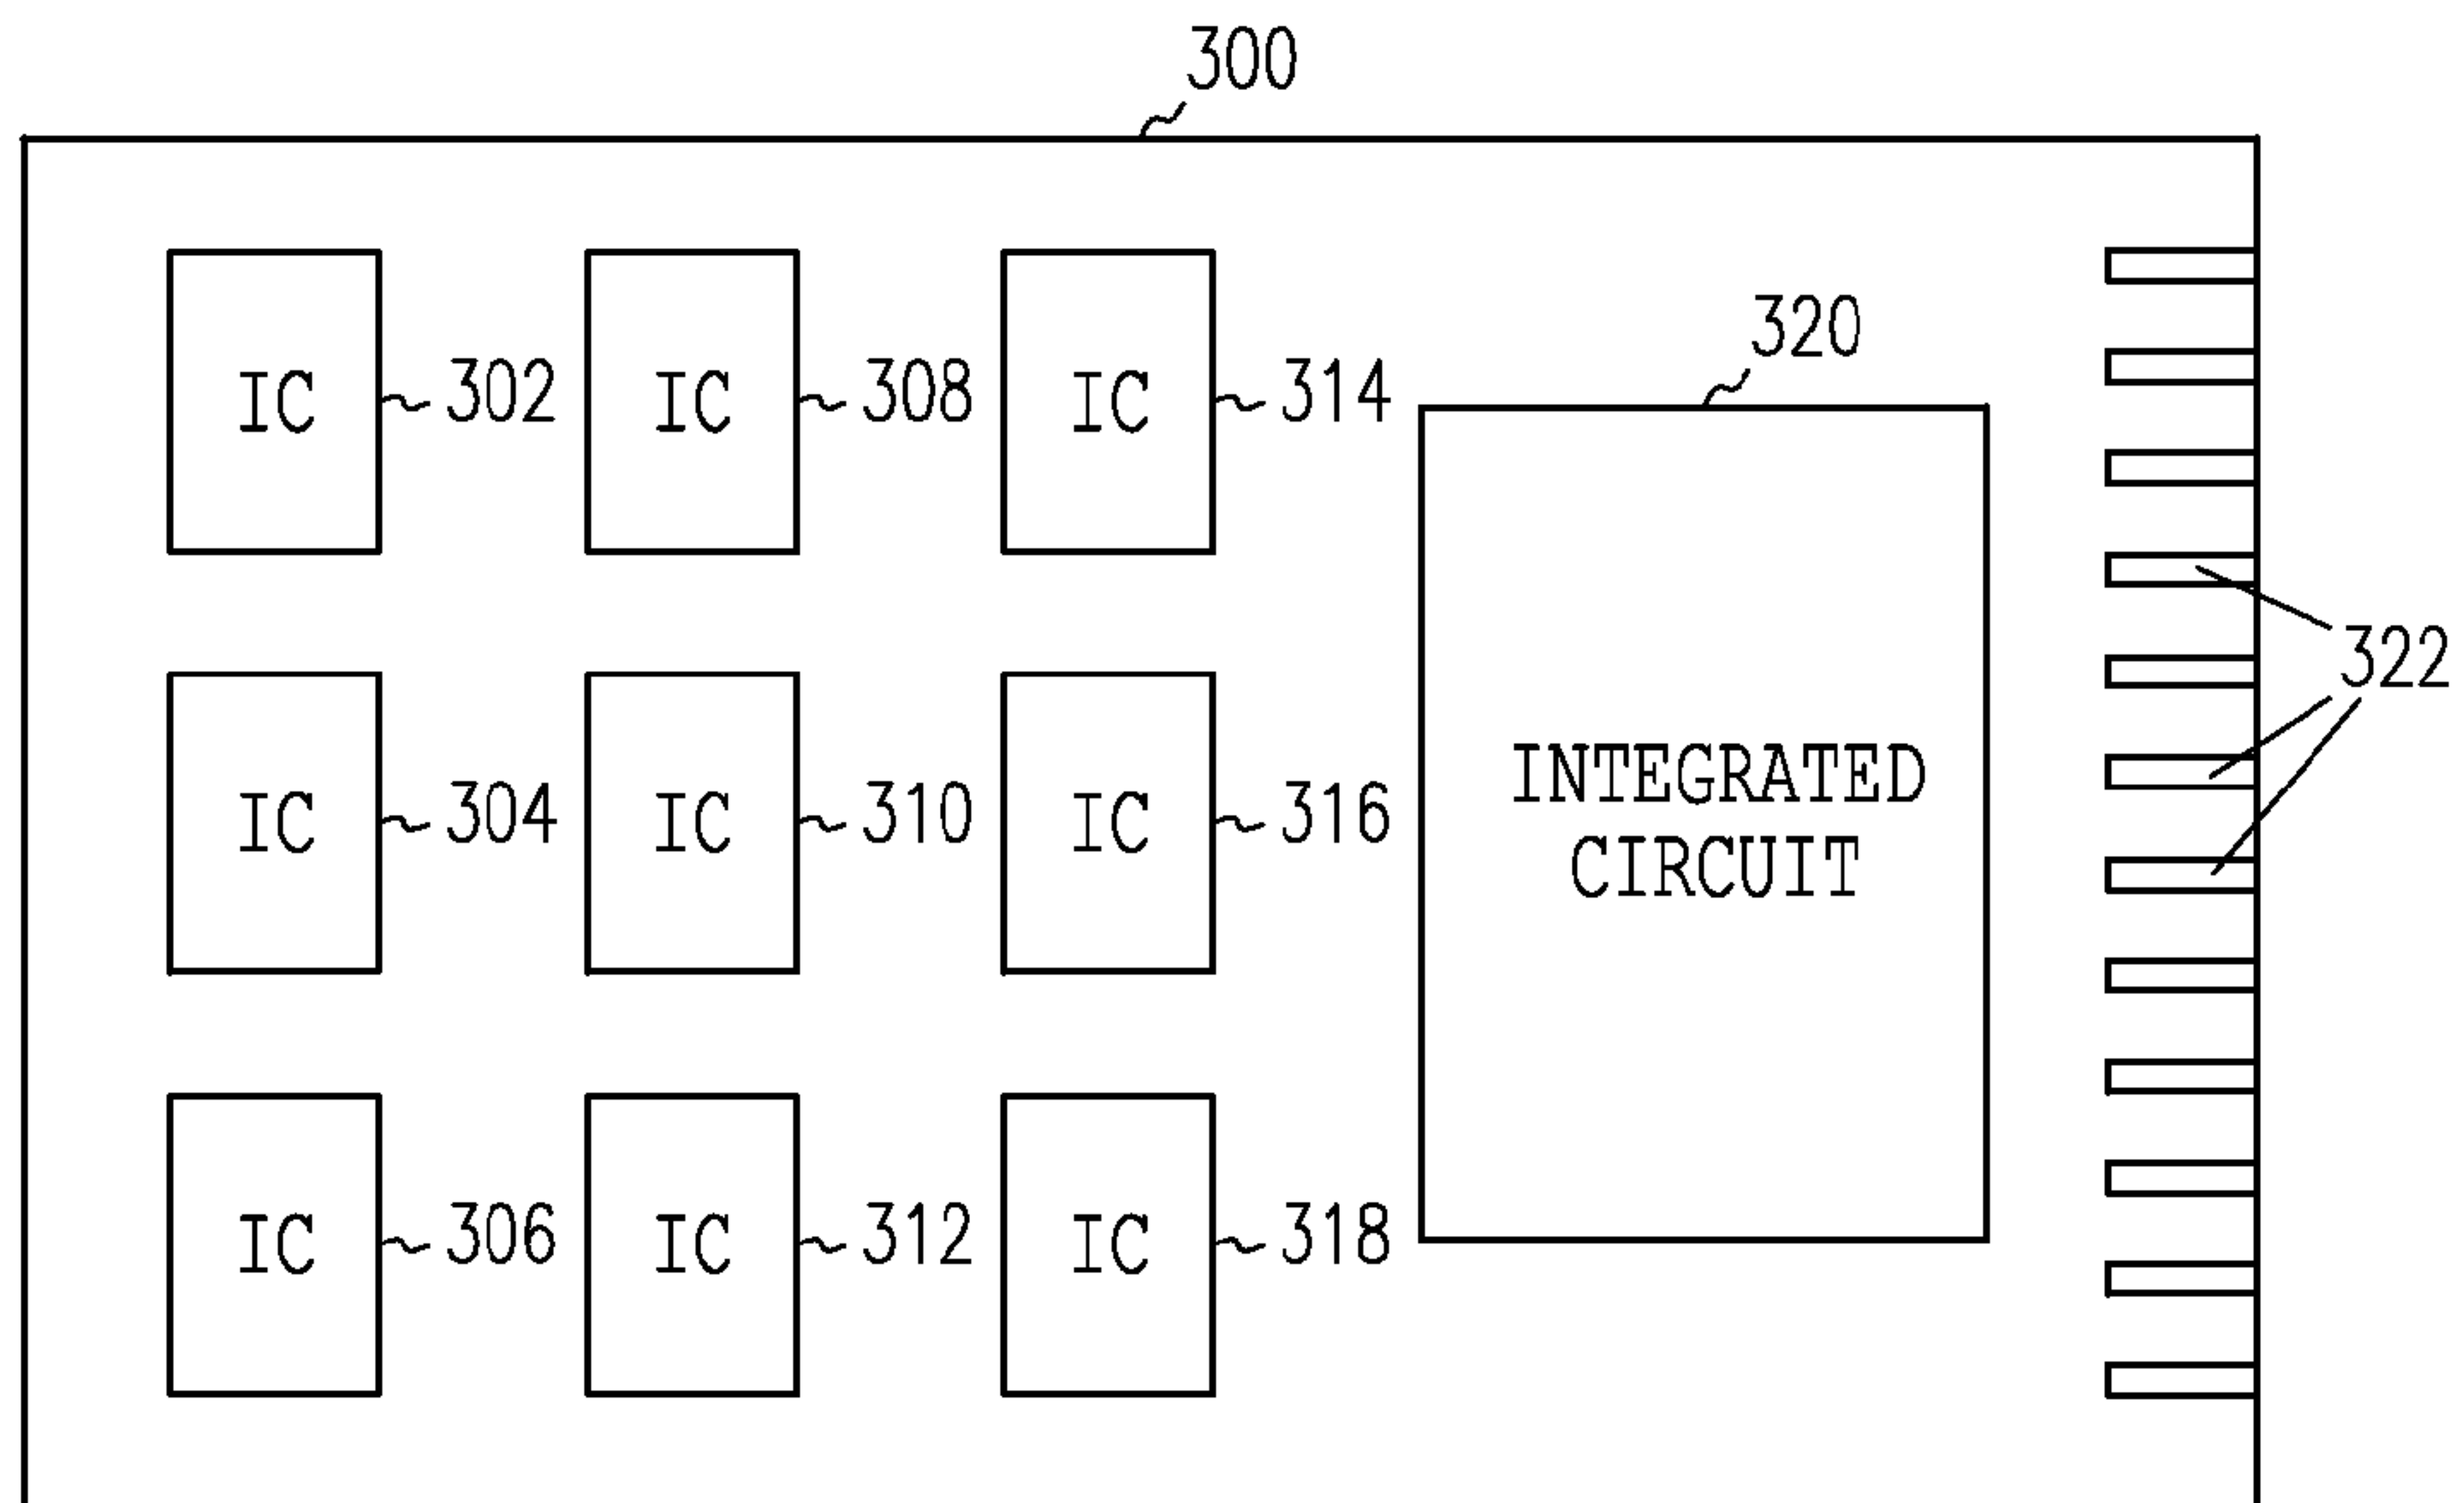 300
320
IC 302 IC 308 IC 314
322
INTEGRATED
CIRCUIT
IC 304 IC 310 IC 316
IC 306 IC 312 IC 318